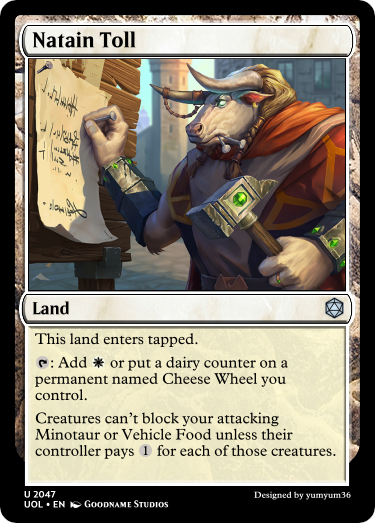 Natain Toll
Land
This land enters tapped.
: Add or put a dairy counter on a
permanent named Cheese Wheel you
control.
Creatures can't block your attacking
Minotaur or Vehicle Food unless their
controller pays 1 for each of those creatures.
U 2047
UOL • EN Goodname Studios
Designed by yumyum36